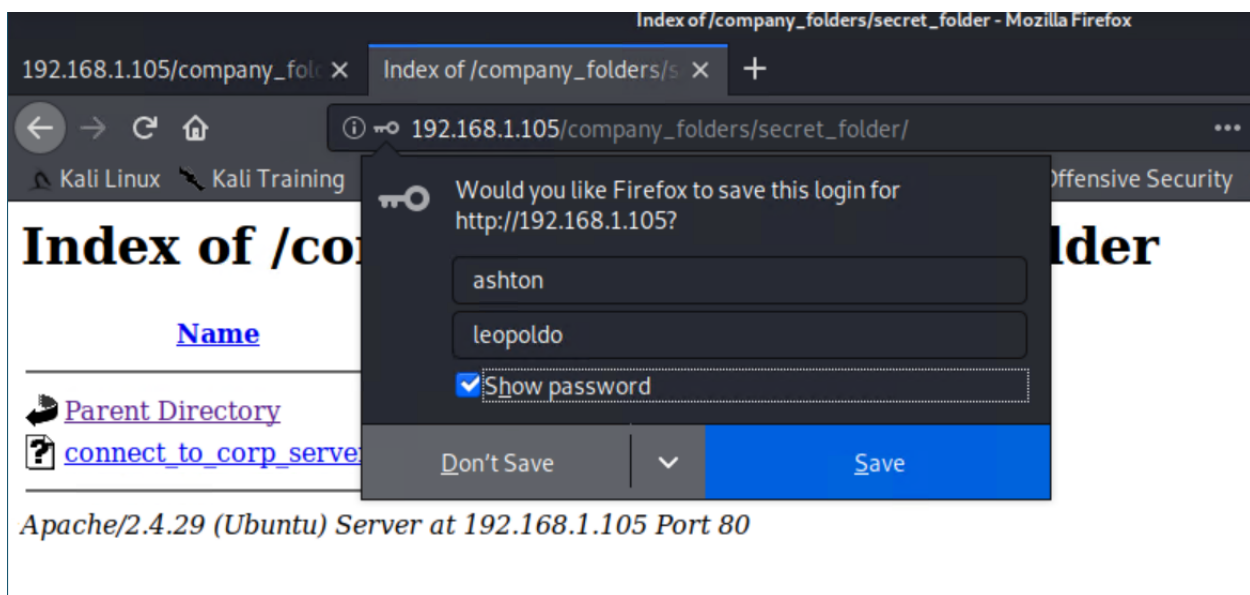 Index of /company_folders/secret_folder - Mozilla Firefox
192.168.1.105/company_fol
Index of /company_folders/s
192.168.1.105/company_folders/secret_folder/
Kali Linux
Kali Training
Offensive Security
Would you like Firefox to save this login for
http://192.168.1.105?
ashton
leopoldo
Show password
Don't Save
Save
Index of /co
lder
Name
Parent Directory
connect_to_corp_serve
Apache/2.4.29 (Ubuntu) Server at 192.168.1.105 Port 80